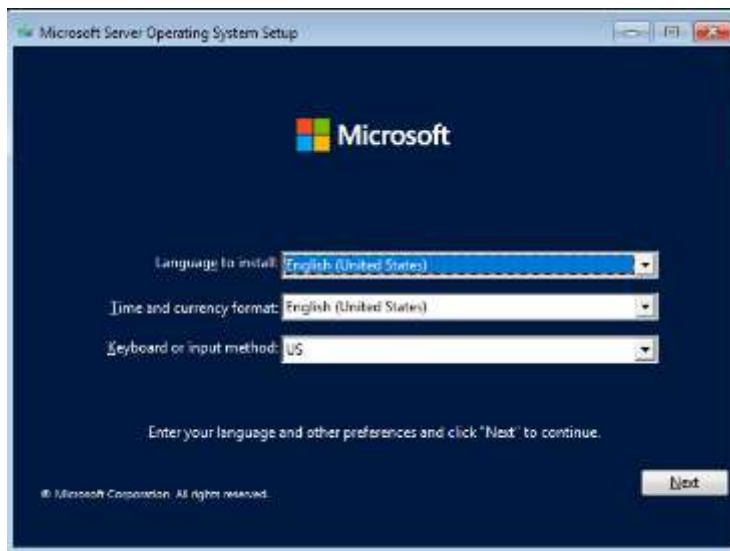 Microsoft Server Operating System Setup
Microsoft
Language to install: English (United States)
Time and currency format: English (United States)
Keyboard or input method: US
Enter your language and other preferences and click "Next" to continue.
Next
© Microsoft Corporation. All rights reserved.